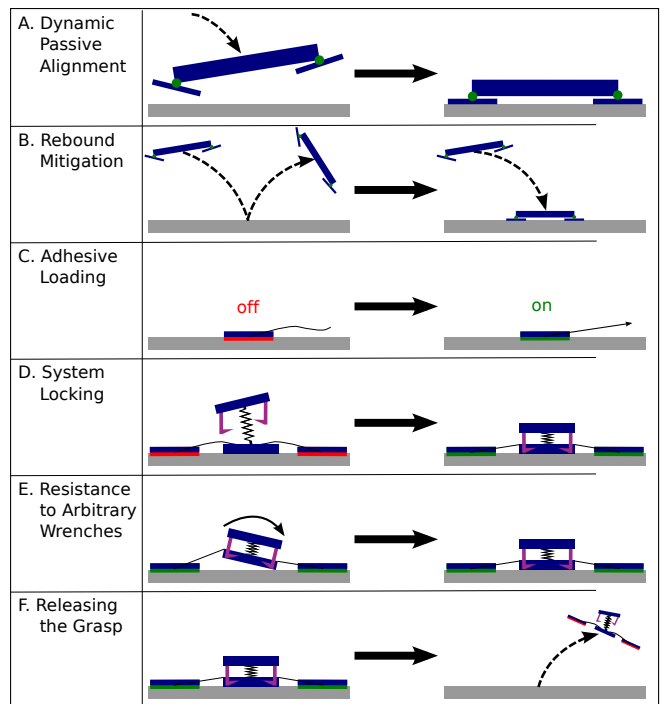 A. Dynamic
Passive
Alignment
B. Rebound
Mitigation
C. Adhesive
Loading
off
on
D. System
Locking
E. Resistance
to Arbitrary
Wrenches
F. Releasing
the Grasp